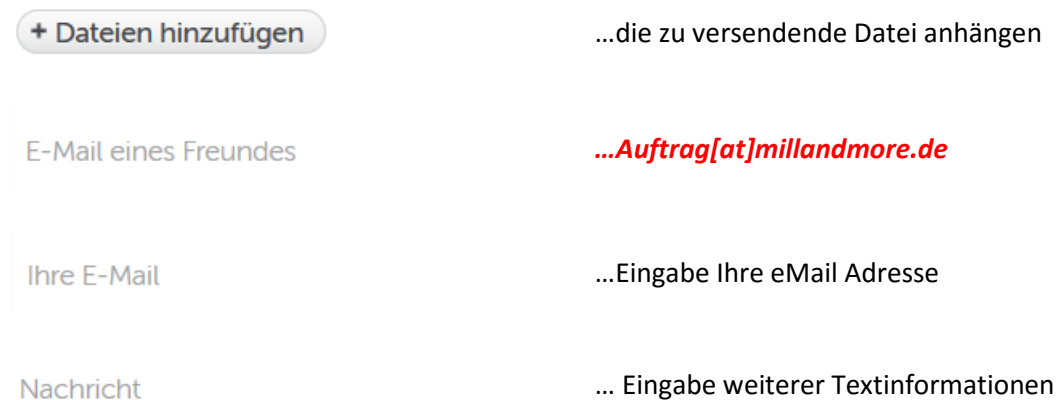 + Dateien hinzufügen …die zu versendende Datei anhängen
E-Mail eines Freundes …Auftrag[at]millandmore.de
Ihre E-Mail …Eingabe Ihre eMail Adresse
Nachricht … Eingabe weiterer Textinformationen